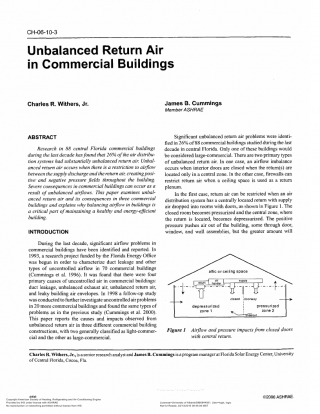 CH-06-10-3
Unbalanced Return Air
in Commercial Buildings
Charles R. Withers, Jr.
James B. Cummings
Member ASHRAE
ABSTRACT
Research in 88 central Florida commercial buildings
during the last decade has found that 26% of the air distribu-
tion systems had substantially unbalanced return air. Unbal-
anced return air occurs when there is a restriction to airflow
between the supply discharge and the return air creating posi-
tive and negative pressure fields throughout the building.
Severe consequences in commercial buildings can occur as a
result of unbalanced airflows. This paper examines unbal-
anced return air and its consequences in three commercial
buildings and explains why balancing airflow in buildings is
a critical part of maintaining a healthy and energy-efficient
building.
INTRODUCTION
During the last decade, significant airflow problems in
commercial buildings have been identified and reported. In
1993, a research project funded by the Florida Energy Office
was begun in order to characterize duct leakage and other
types of uncontrolled airflow in 70 commercial buildings
(Cummings et al. 1996). It was found that there were four
primary causes of uncontrolled air in commercial buildings:
duct leakage, unbalanced exhaust air, unbalanced return air,
and leaky building air envelopes. In 1998 a follow-up study
was conducted to further investigate uncontrolled air problems
in 20 more commercial buildings and found the same types of
problems as in the previous study (Cummings et al. 2000).
This paper reports the causes and impacts observed from
unbalanced return air in three different commercial building
constructions, with two generally classified as light-commer-
cial and the other as large-commercial.
Significant unbalanced return air problems were identi-
fied in 26% of 88 commercial buildings studied during the last
decade in central Florida. Only one of these buildings would
be considered large-commercial. There are two primary types
of unbalanced return air. In one case, an airflow imbalance
occurs when interior doors are closed when the return(s) are
located only in a central zone. In the other case, firewalls can
restrict return air when a ceiling space is used as a return
plenum.
In the first case, return air can be restricted when an air
distribution system has a centrally located return with supply
air dropped into rooms with doors, as shown in Figure 1. The
closed room becomes pressurized and the central zone, where
the return is located, becomes depressurized. The positive
pressure pushes air out of the building, some through door,
window, and wall assemblies, but the greater amount will
attic or ceiling space
closed
doorway
depressurized
zone 1
pressurized
zone 2
Figure 1 Airflow and pressure impacts from closed doors
with central return.
Charles R. Withers, Jr., is a senior research analyst and James B. Cummings is a program manager at Florida Solar Energy Center, University
of Central Florida, Cocoa, Fla.
©2006 ASHRAE